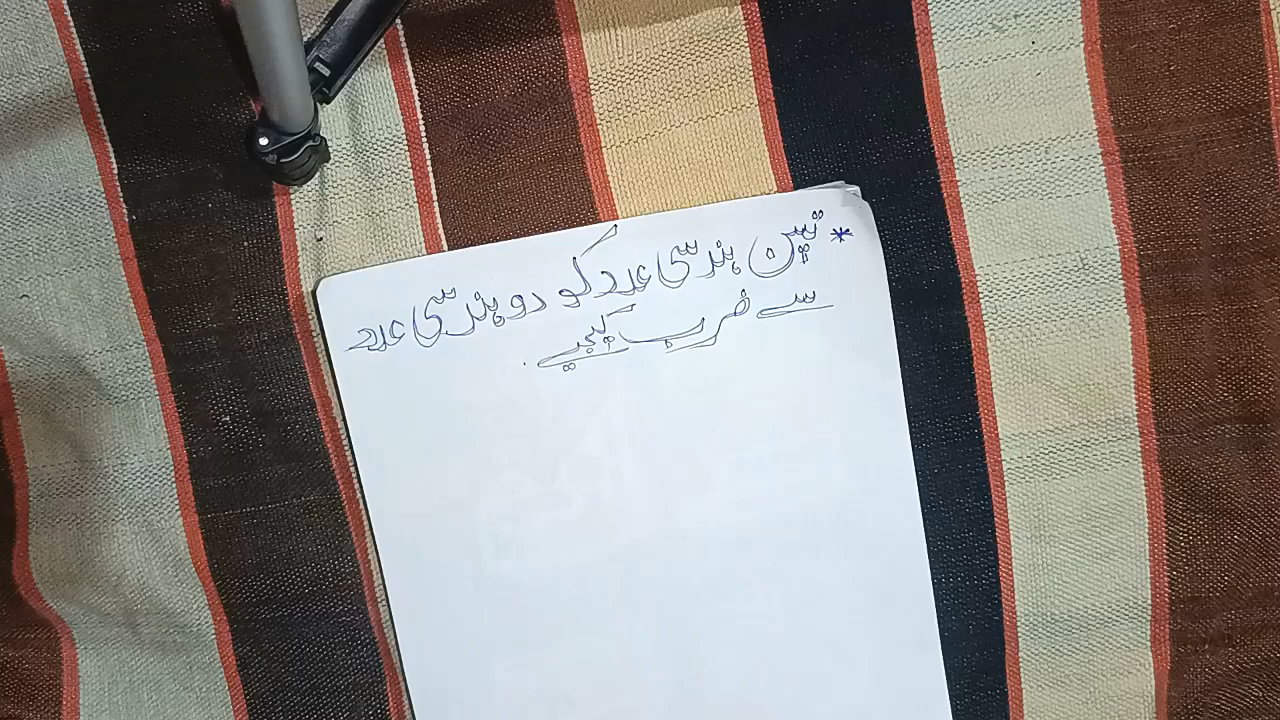 * تین ہندسی عدد کو دو ہندسی عدد
سے ضرب کیجیے.